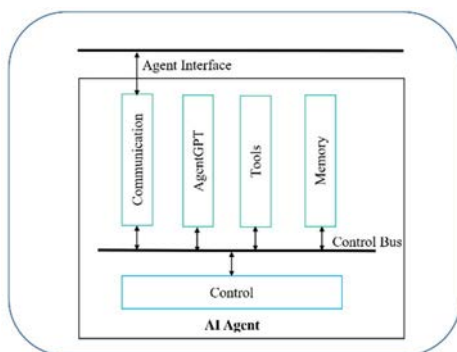 Agent Interface
Communication
AgentGPT
Tools
Memory
Control Bus
Control
AI Agent